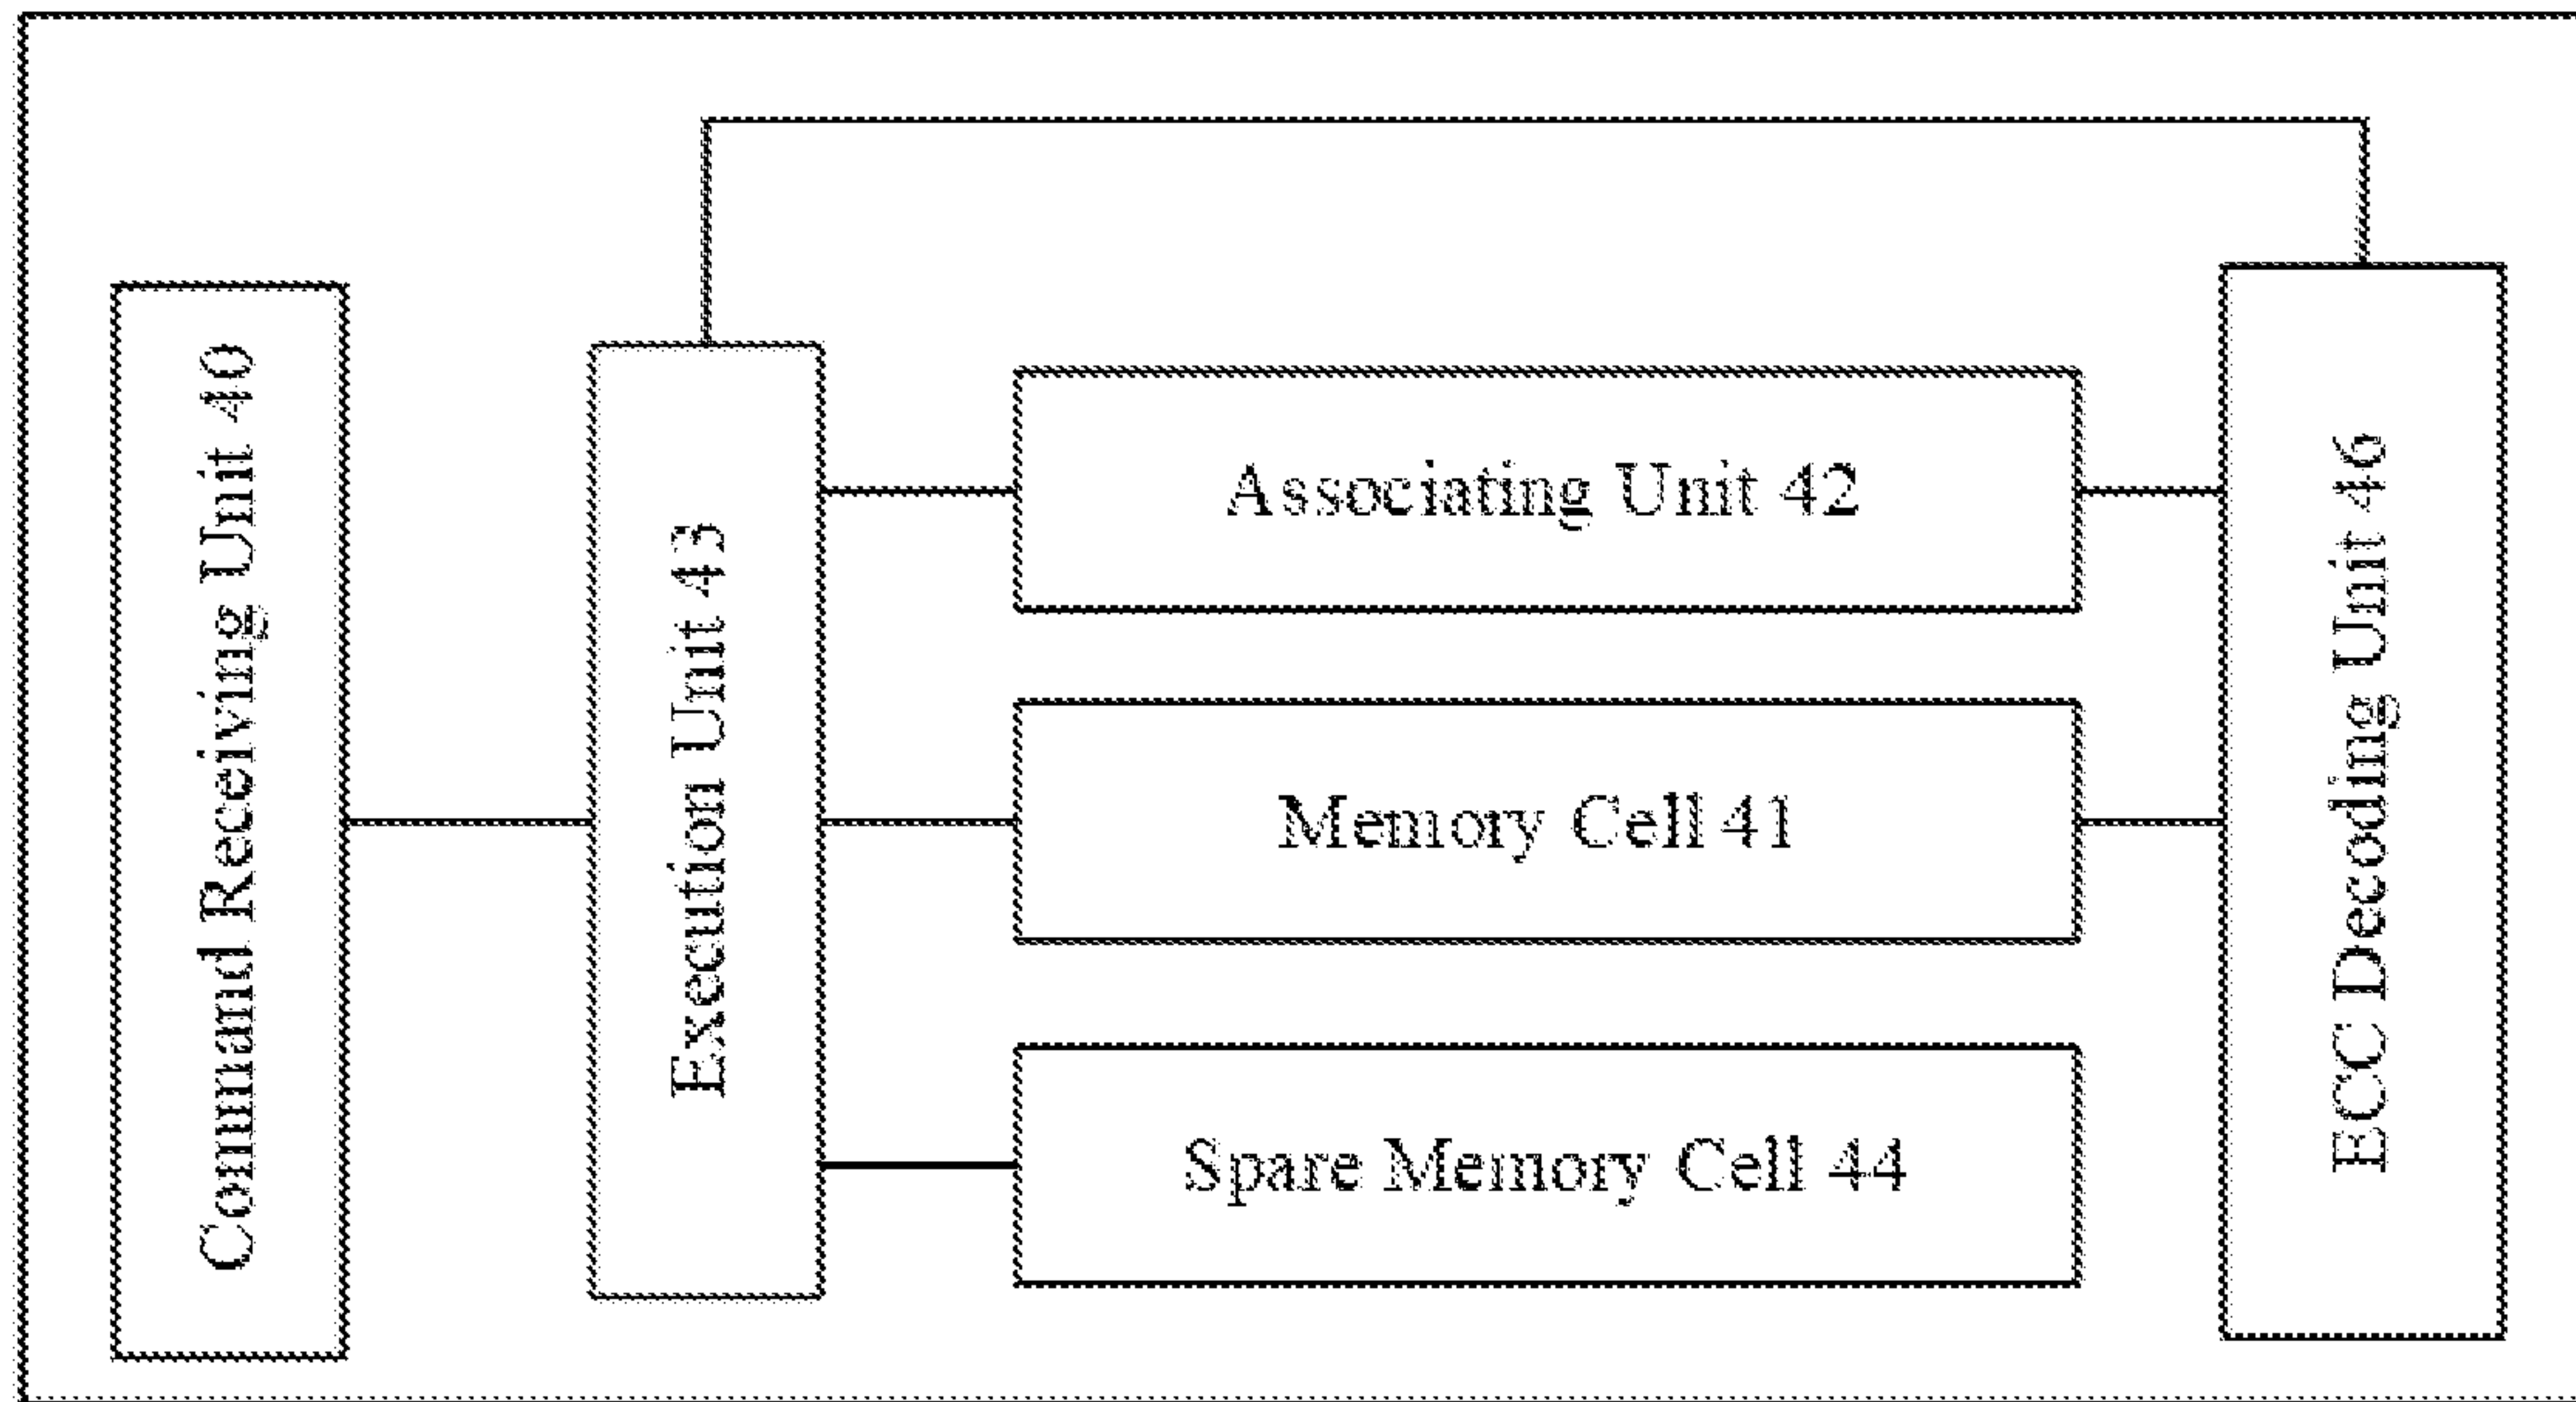 Command Receiving Unit 40
Execution Unit 43
Associating Unit 42
Memory Cell 41
Spare Memory Cell 44
ECC Decoding Unit 46